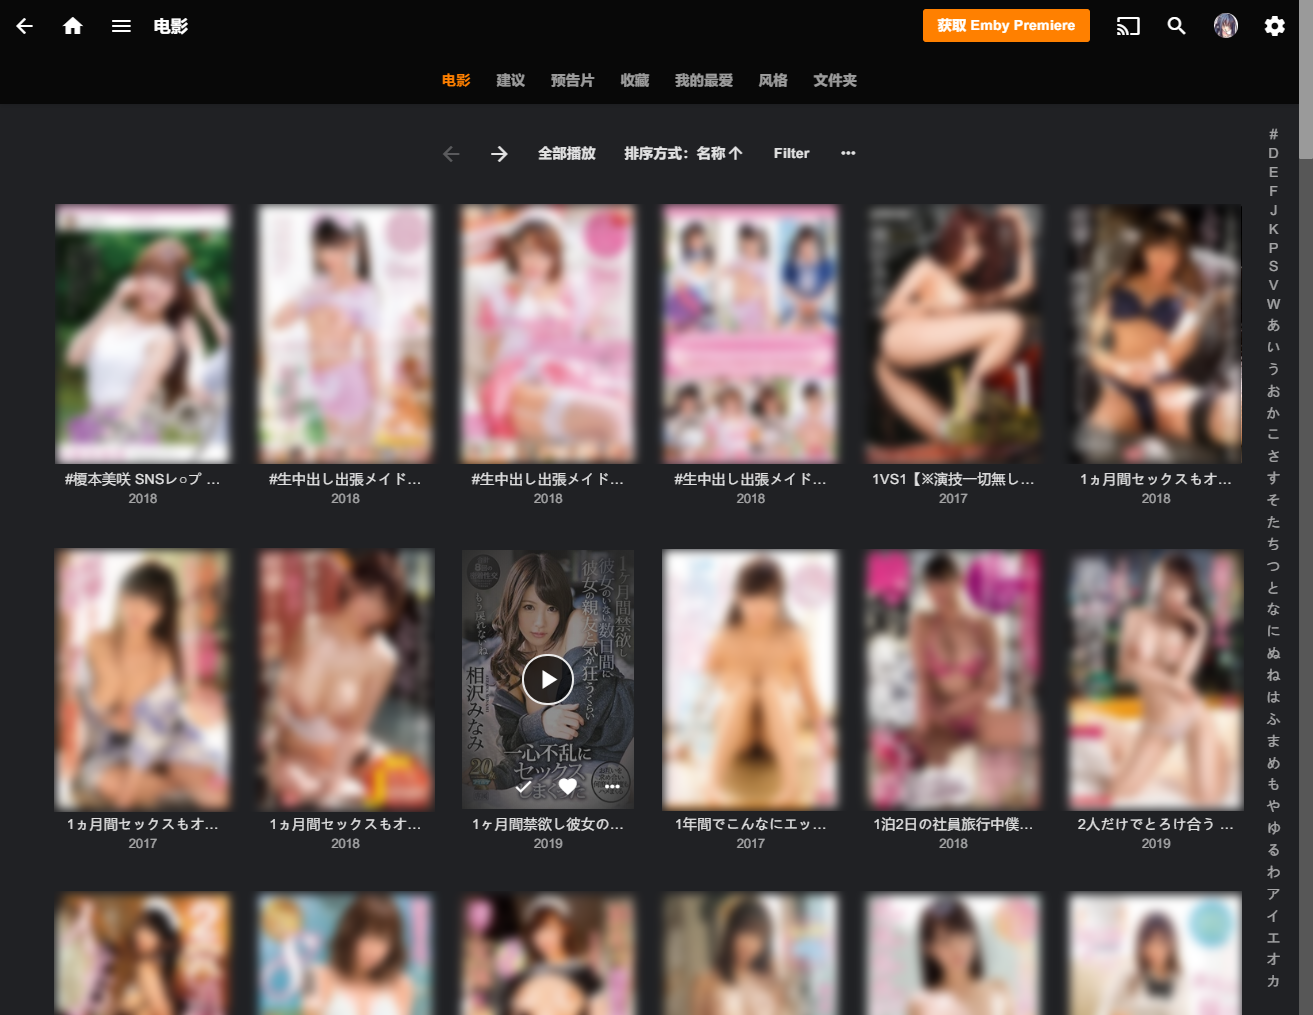 电影
获取 Emby Premiere
电影 建议 预告片 收藏 我的最爱 风格 文件夹
全部播放 排序方式：名称 Filter
#榎本美咲 SNSレ○プ ...
2018
#生中出し出張メイド...
2018
#生中出し出張メイド...
2018
#生中出し出張メイド...
2018
1VS1【※演技一切無し...
2017
1ヵ月間セックスもオ...
2018
1ヵ月間セックスもオ...
2017
1ヵ月間セックスもオ...
2018
1ヶ月間禁欲し
彼女のいない数日間に
彼女の親友と気が狂うくらい
もう戻れないね
相沢みなみ
一心不乱に
セックス
しまくった
20
1ヶ月間禁欲し彼女の...
2019
1年間でこんなにエッ...
2017
1泊2日の社員旅行中僕...
2018
2人だけでとろけ合う ...
2019
#
D
E
F
J
K
P
S
V
W
あ
い
う
お
か
こ
さ
す
そ
た
ち
つ
と
な
に
ぬ
ね
は
ふ
ま
め
も
や
ゆ
る
わ
ア
イ
エ
オ
カ